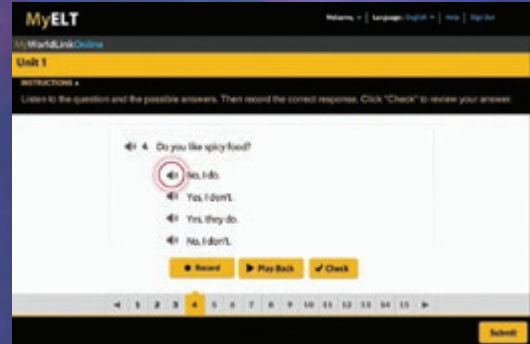 MyELT
Welcome, | Language: English | Help | Sign Out
MyWorldLinkOnline
Unit 1
INSTRUCTIONS
Listen to the question and the possible answers. Then record the correct response. Click "Check" to review your answer.
4 Do you like spicy food?
No, I do.
Yes, I don't.
Yes, they do.
No, I don't.
Record Play Back Check
1 2 3 4 5 6 7 8 9 10 11 12 13 14 15
Submit